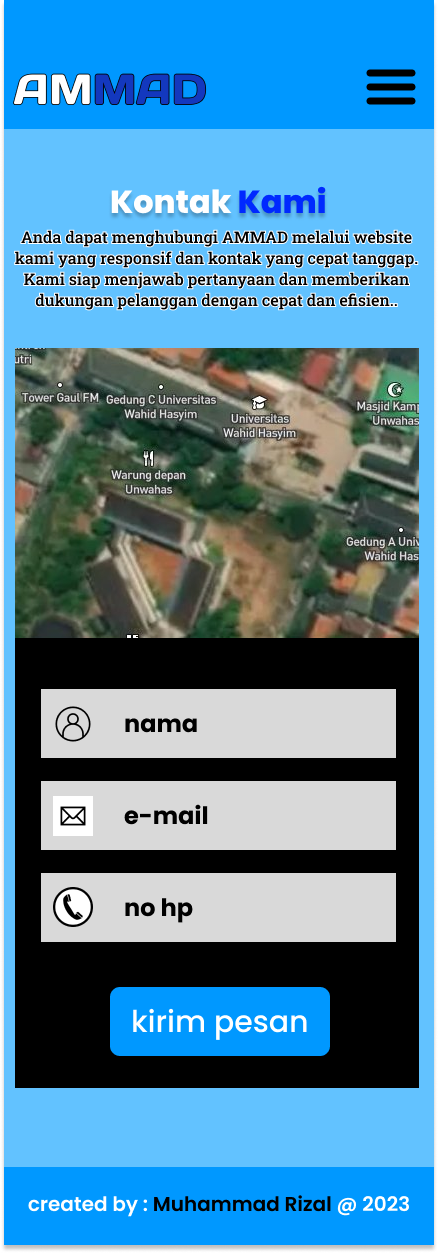 AMMAD
Kontak Kami
Anda dapat menghubungi AMMAD melalui website
kami yang responsif dan kontak yang cepat tanggap.
Kami siap menjawab pertanyaan dan memberikan
dukungan pelanggan dengan cepat dan efisien..
utri
Tower Gaul FM
Gedung C Universitas
Wahid Hasyim
Universitas
Wahid Hasyim
Masjid Kamp
Unwahas
Warung depan
Unwahas
Gedung A Univ
Wahid Has
nama
e-mail
no hp
kirim pesan
created by : Muhammad Rizal @ 2023